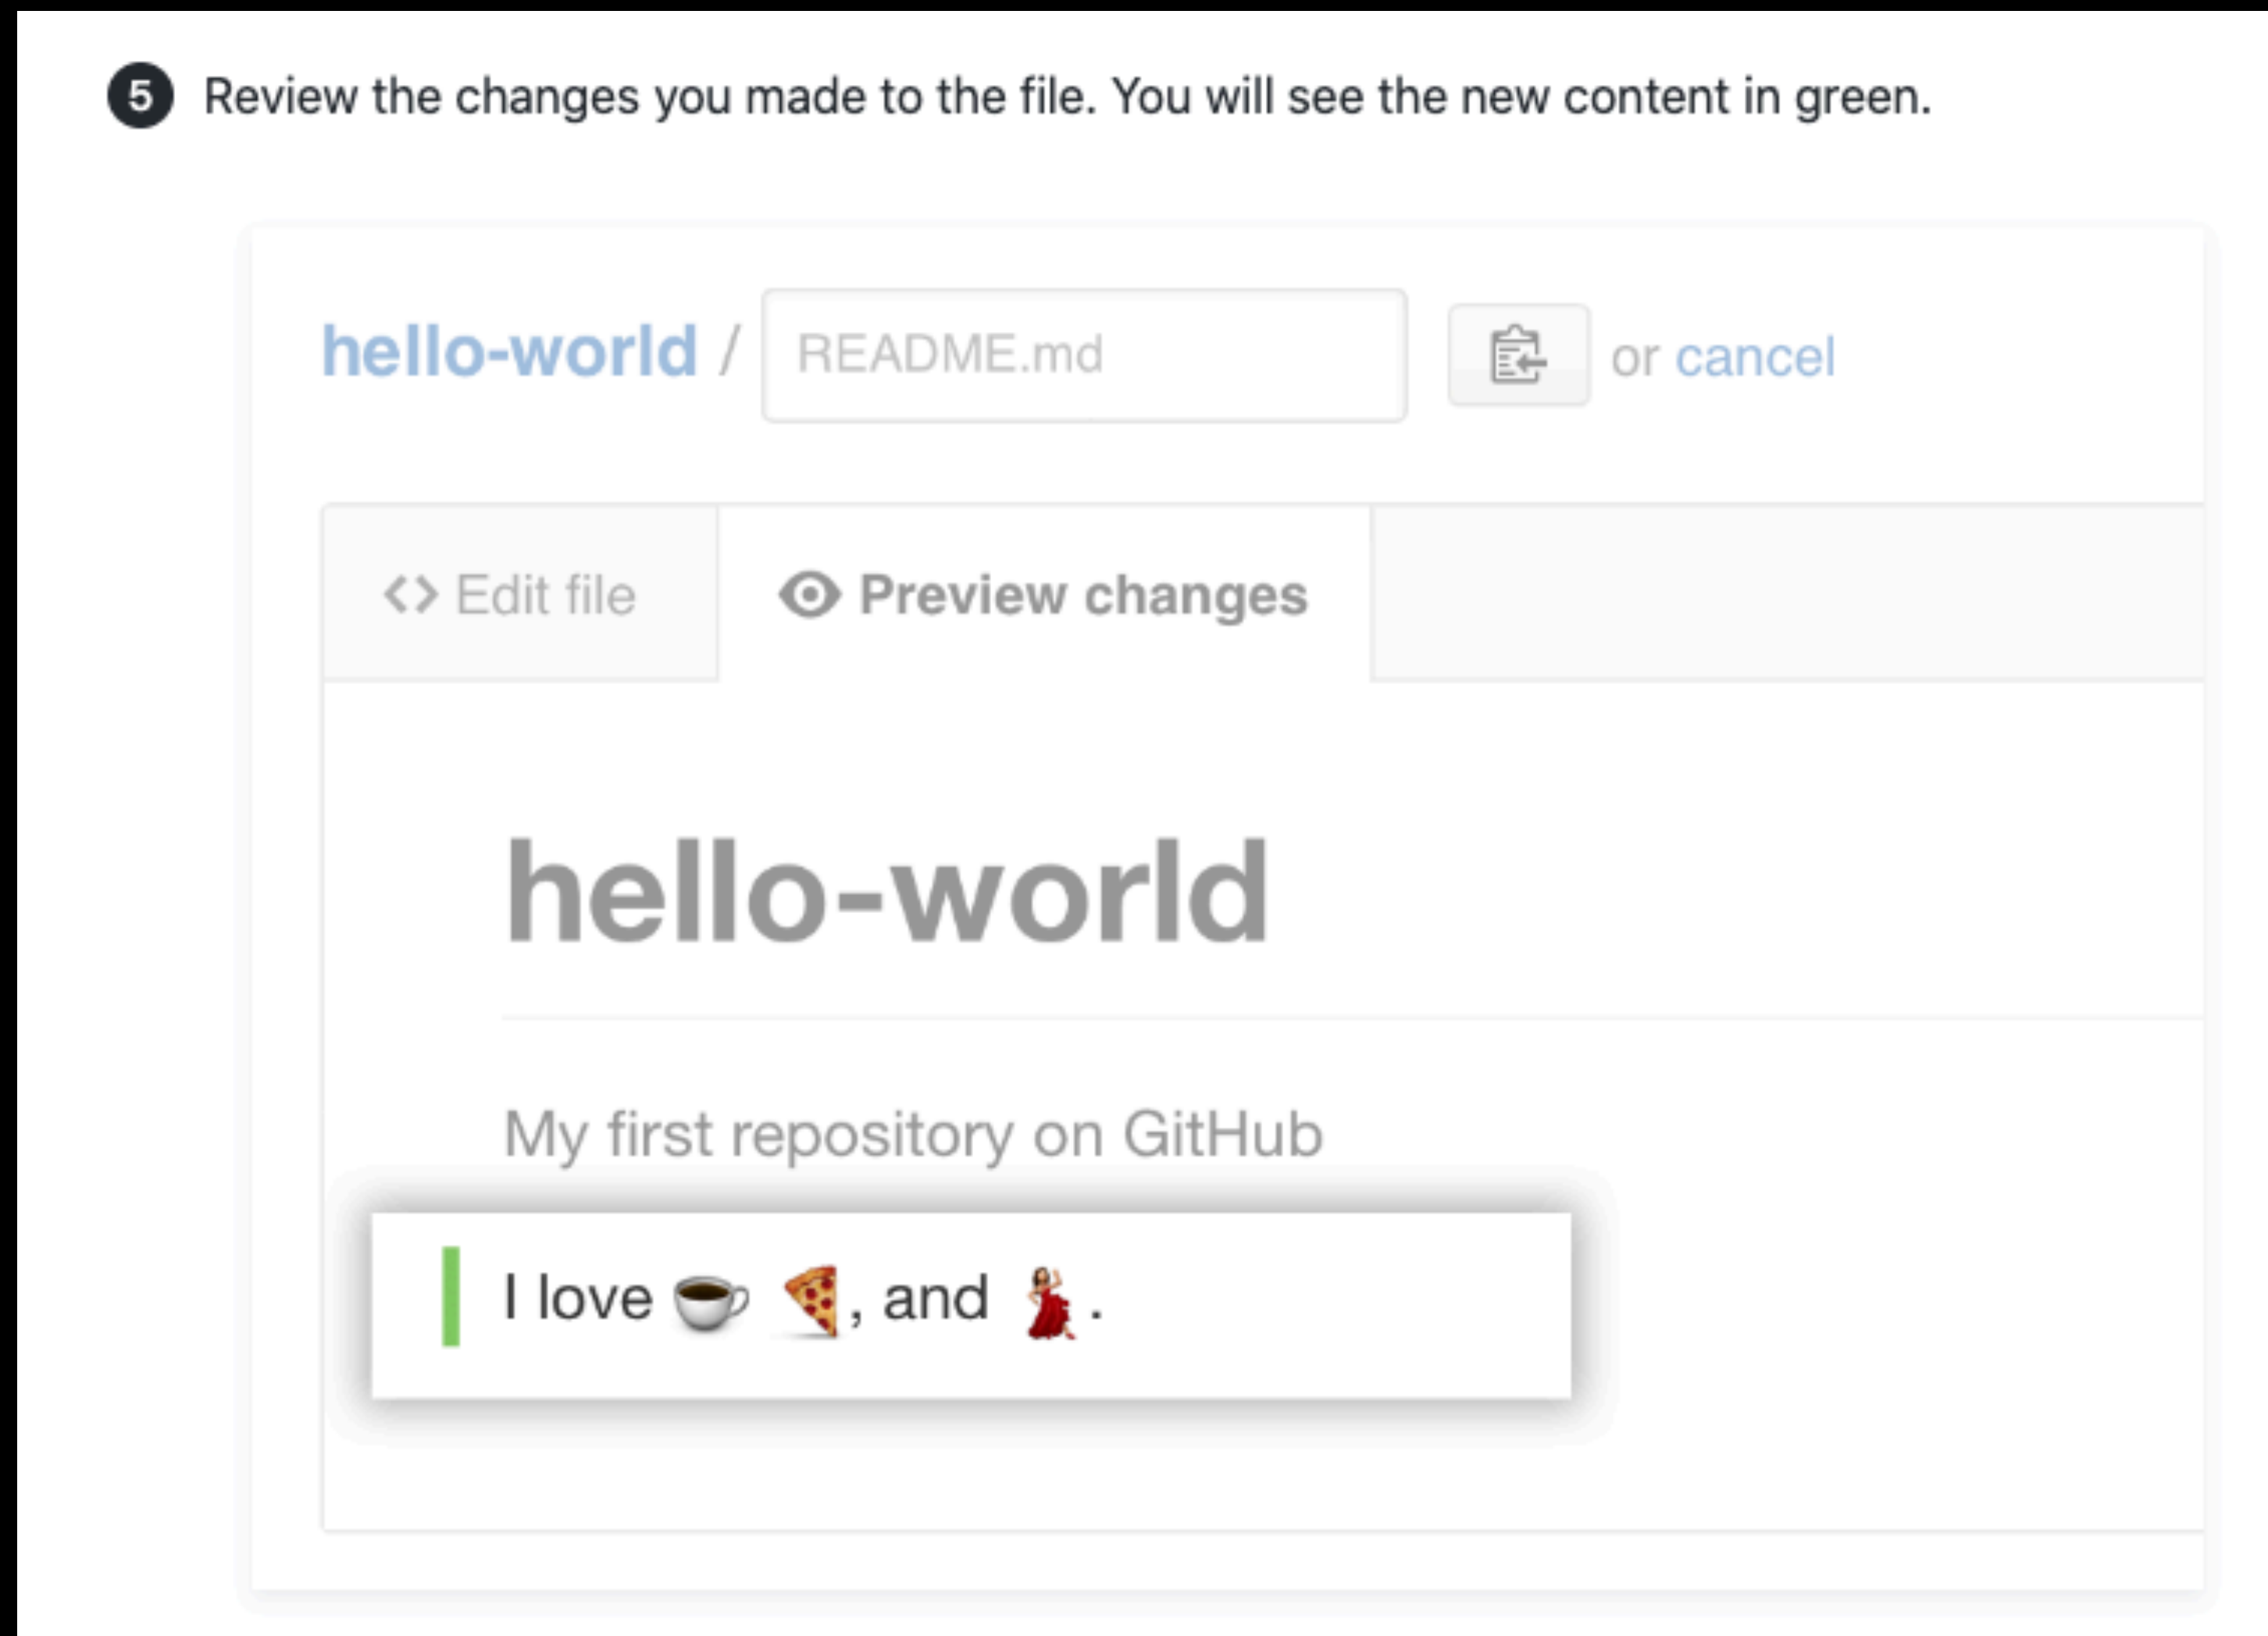 5 Review the changes you made to the file. You will see the new content in green.
hello-world / README.md or cancel
<> Edit file Preview changes
hello-world
My first repository on GitHub
I love ☕ 🍕, and 💃.